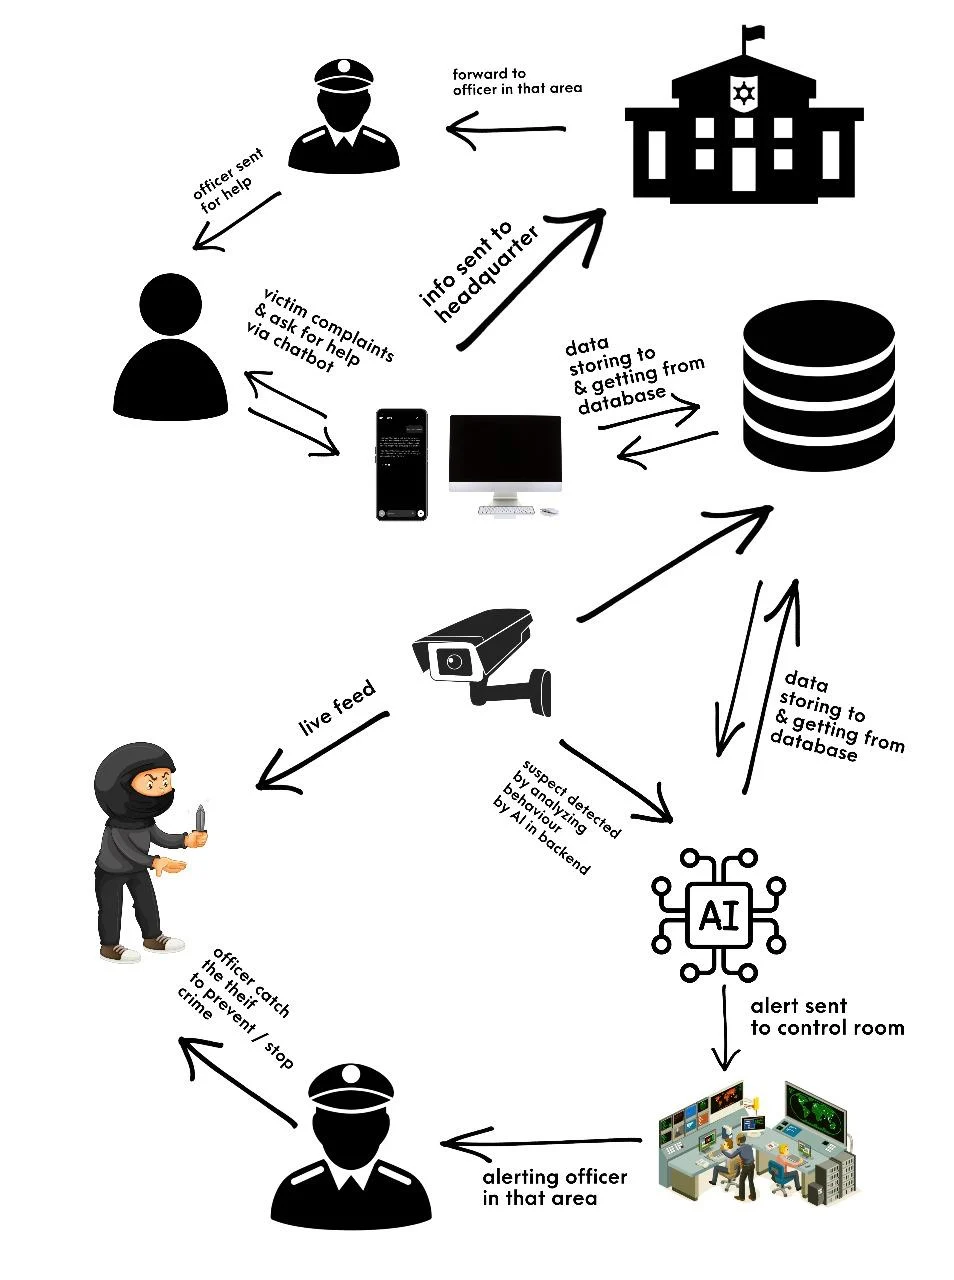 forward to
officer in that area
officer sent
for help
info sent to
headquarter
victim complaints
& ask for help
via chatbot
data
storing to
& getting from
database
live feed
data
storing to
& getting from
database
suspect detected
by analyzing
behaviour
by AI in backend
AI
officer catch
the theif
to prevent / stop
crime
alert sent
to control room
alerting officer
in that area